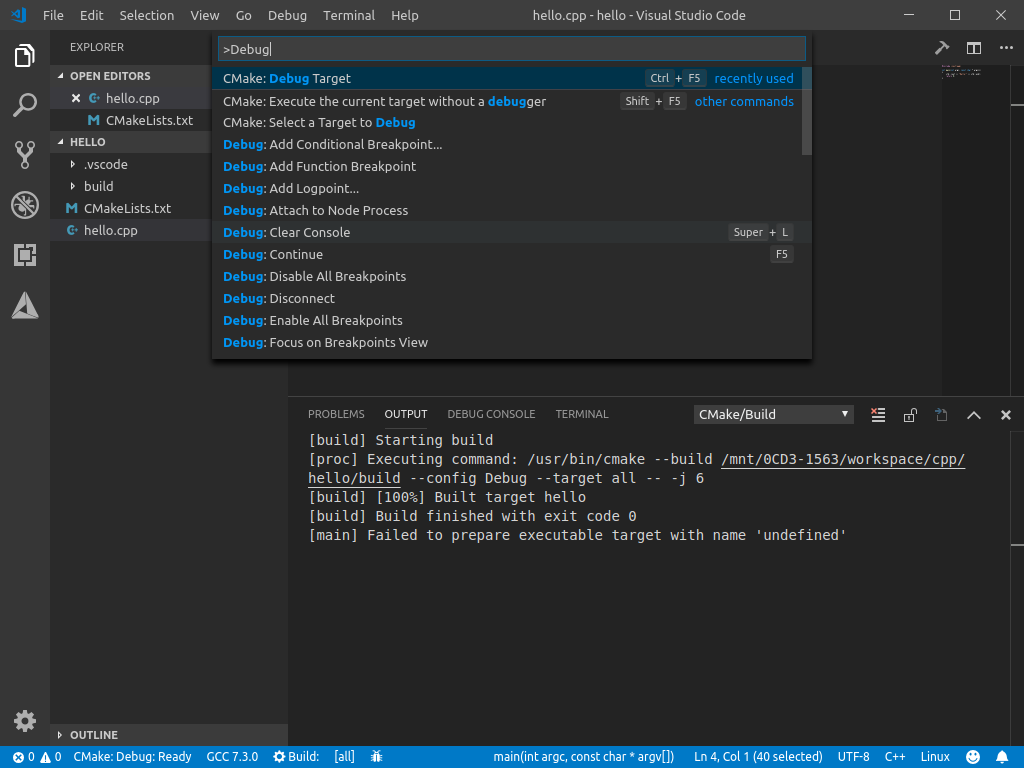 File Edit Selection View Go Debug Terminal Help hello.cpp - hello - Visual Studio Code
EXPLORER
OPEN EDITORS
hello.cpp
CMakeLists.txt
HELLO
.vscode
build
CMakeLists.txt
hello.cpp
OUTLINE
>Debug
CMake: Debug Target Ctrl + F5 recently used
CMake: Execute the current target without a debugger Shift + F5 other commands
CMake: Select a Target to Debug
Debug: Add Conditional Breakpoint...
Debug: Add Function Breakpoint
Debug: Add Logpoint...
Debug: Attach to Node Process
Debug: Clear Console Super + L
Debug: Continue F5
Debug: Disable All Breakpoints
Debug: Disconnect
Debug: Enable All Breakpoints
Debug: Focus on Breakpoints View
PROBLEMS OUTPUT DEBUG CONSOLE TERMINAL CMake/Build
[build] Starting build
[proc] Executing command: /usr/bin/cmake --build /mnt/0CD3-1563/workspace/cpp/
hello/build --config Debug --target all -- -j 6
[build] [100%] Built target hello
[build] Build finished with exit code 0
[main] Failed to prepare executable target with name 'undefined'
0 0 CMake: Debug: Ready GCC 7.3.0 Build: [all] main(int argc, const char * argv[]) Ln 4, Col 1 (40 selected) UTF-8 C++ Linux